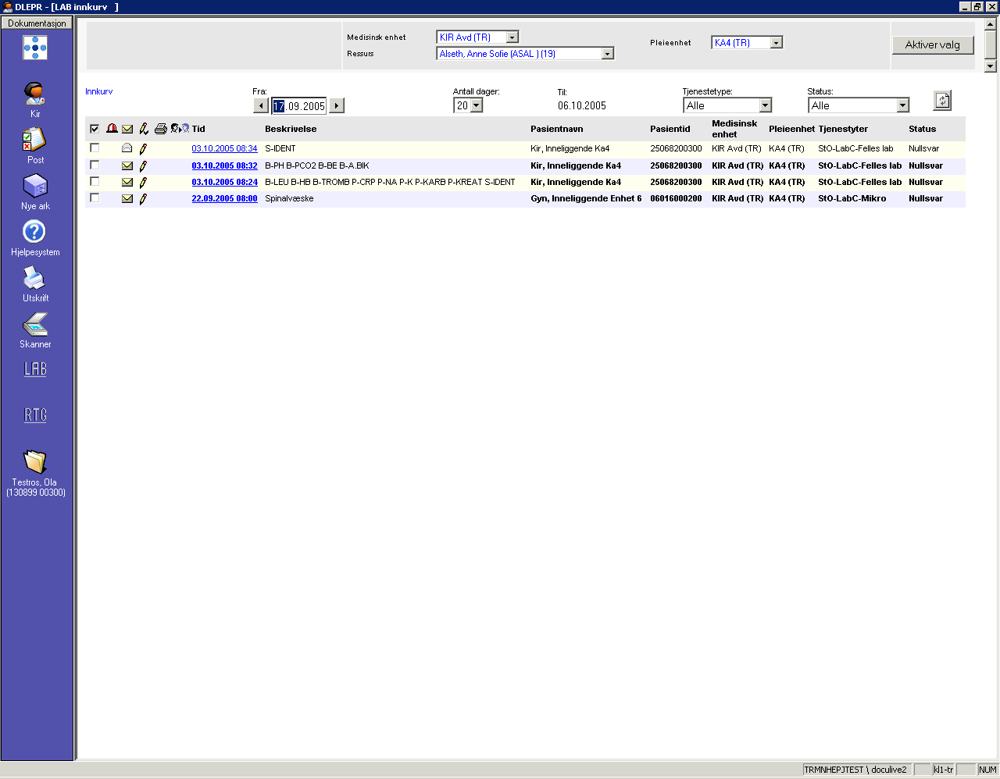 DLEPR - [LAB innkurv ]
Dokumentasjon
Kir
Post
Nye ark
Hjelpesystem
Utskrift
Skanner
LAB
RTG
Testros, Ola
(130899 00300)
Medisinsk enhet KIR Avd (TR)
Ressurs Alseth, Anne Sofie (ASAL ) (19)
Pleieenhet KA4 (TR)
Aktiver valg
Innkurv
Fra: Antall dager: Til: Tjenestetype: Status:
17.09.2005 20 06.10.2005 Alle Alle
Tid Beskrivelse Pasientnavn Pasientid Medisinsk enhet Pleieenhet Tjenestyter Status
03.10.2005 08:34 S-IDENT Kir, Inneliggende Ka4 25068200300 KIR Avd (TR) KA4 (TR) StO-LabC-Felles lab Nullsvar
03.10.2005 08:32 B-PH B-PCO2 B-BE B-A.BIK Kir, Inneliggende Ka4 25068200300 KIR Avd (TR) KA4 (TR) StO-LabC-Felles lab Nullsvar
03.10.2005 08:24 B-LEU B-HB B-TROMB P-CRP P-NA P-K P-KARB P-KREAT S-IDENT Kir, Inneliggende Ka4 25068200300 KIR Avd (TR) KA4 (TR) StO-LabC-Felles lab Nullsvar
22.09.2005 08:00 Spinalvæske Gyn, Inneliggende Enhet 6 06016000200 KIR Avd (TR) KA4 (TR) StO-LabC-Mikro Nullsvar
TRMNHEPJTEST \ doculive2 kl1-tr NUM